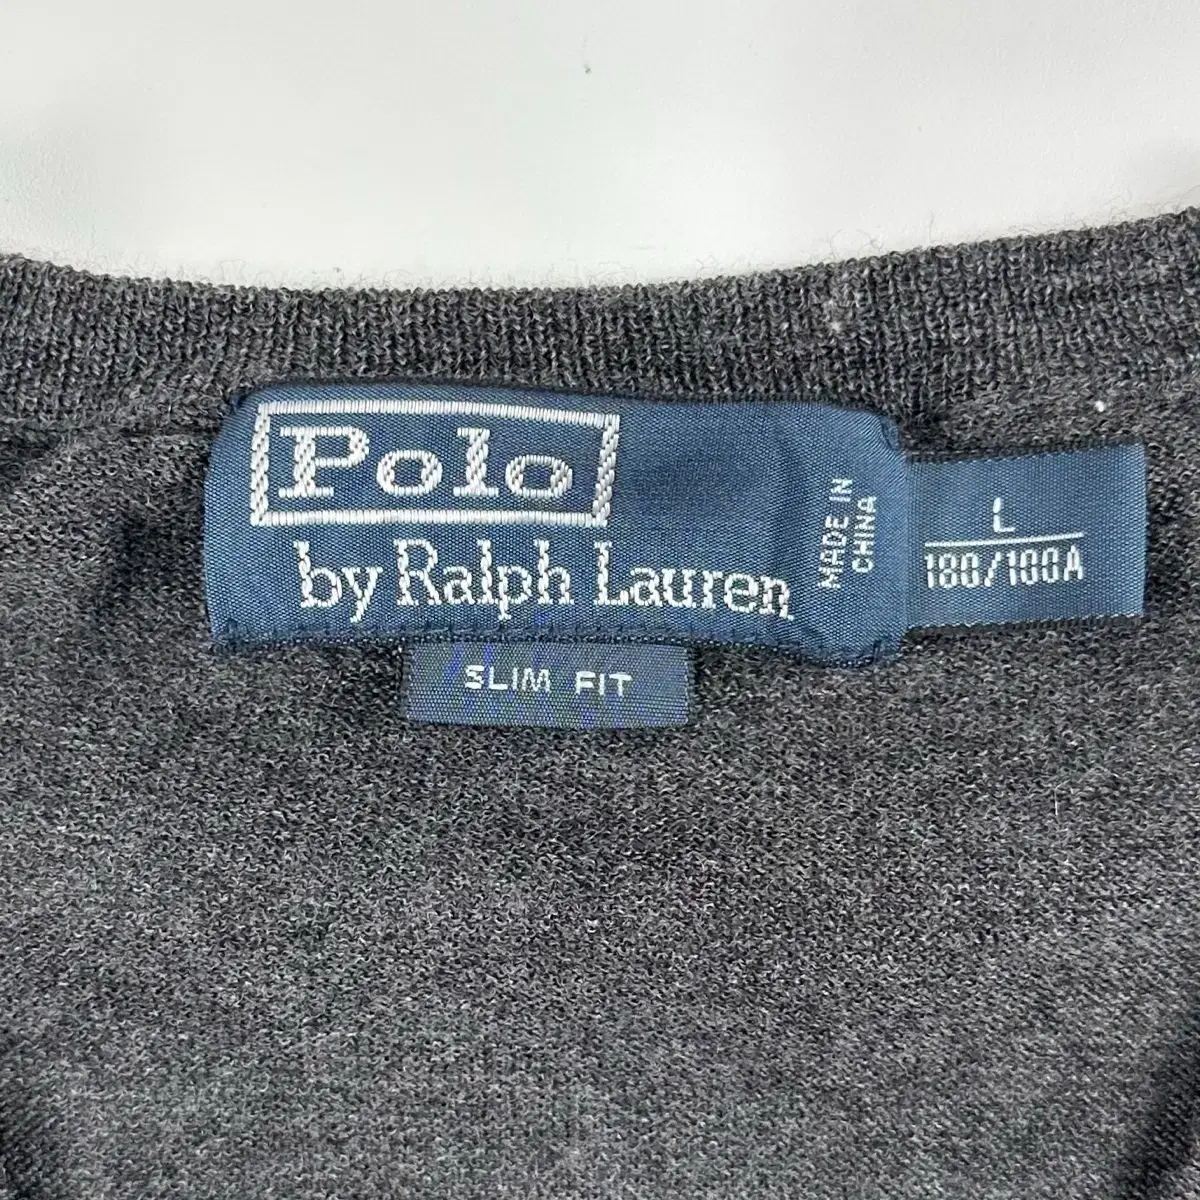 Polo
by Ralph Lauren
MADE IN
CHINA
L
180/100A
SLIM FIT